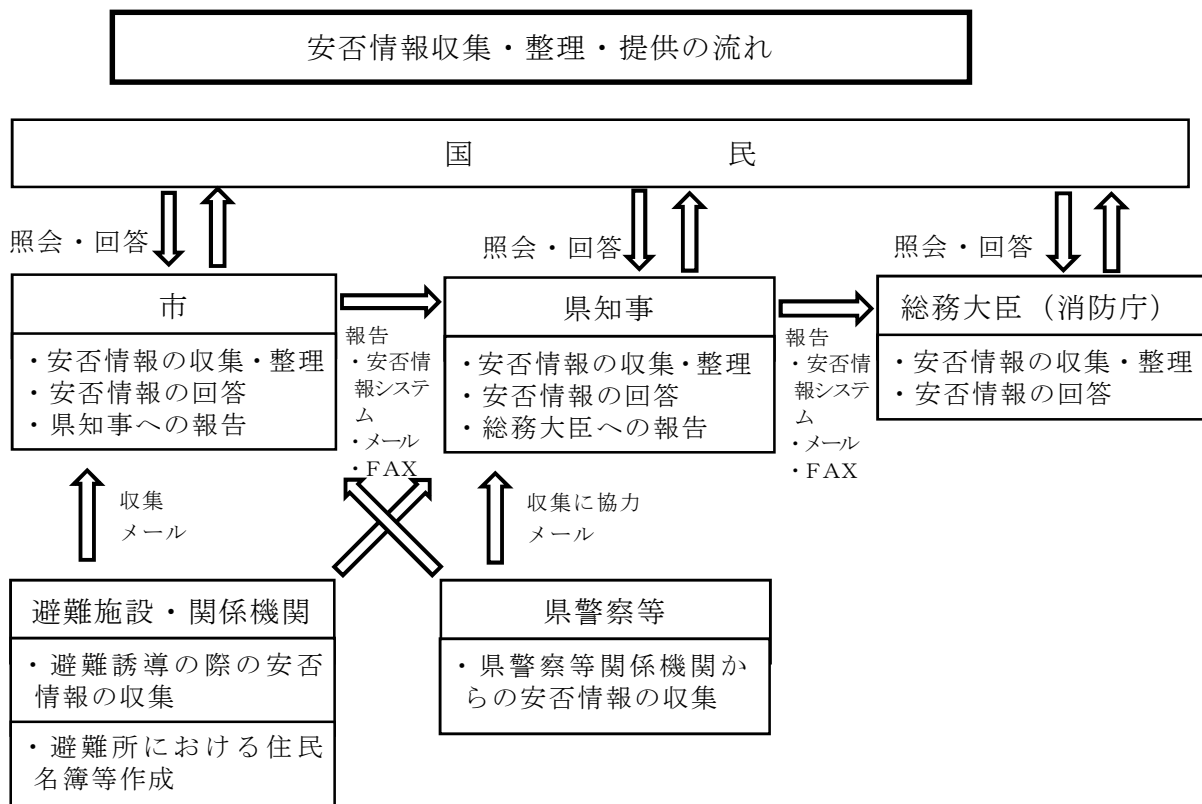 安否情報収集・整理・提供の流れ
国 民
照会・回答
照会・回答
照会・回答
市
・安否情報の収集・整理
・安否情報の回答
・県知事への報告
報告
・安否情
報システ
ム
・メール
・FAX
県知事
・安否情報の収集・整理
・安否情報の回答
・総務大臣への報告
報告
・安否情
報システ
ム
・メール
・FAX
総務大臣（消防庁）
・安否情報の収集・整理
・安否情報の回答
収集
メール
収集に協力
メール
避難施設・関係機関
・避難誘導の際の安否
情報の収集
・避難所における住民
名簿等作成
県警察等
・県警察等関係機関か
らの安否情報の収集